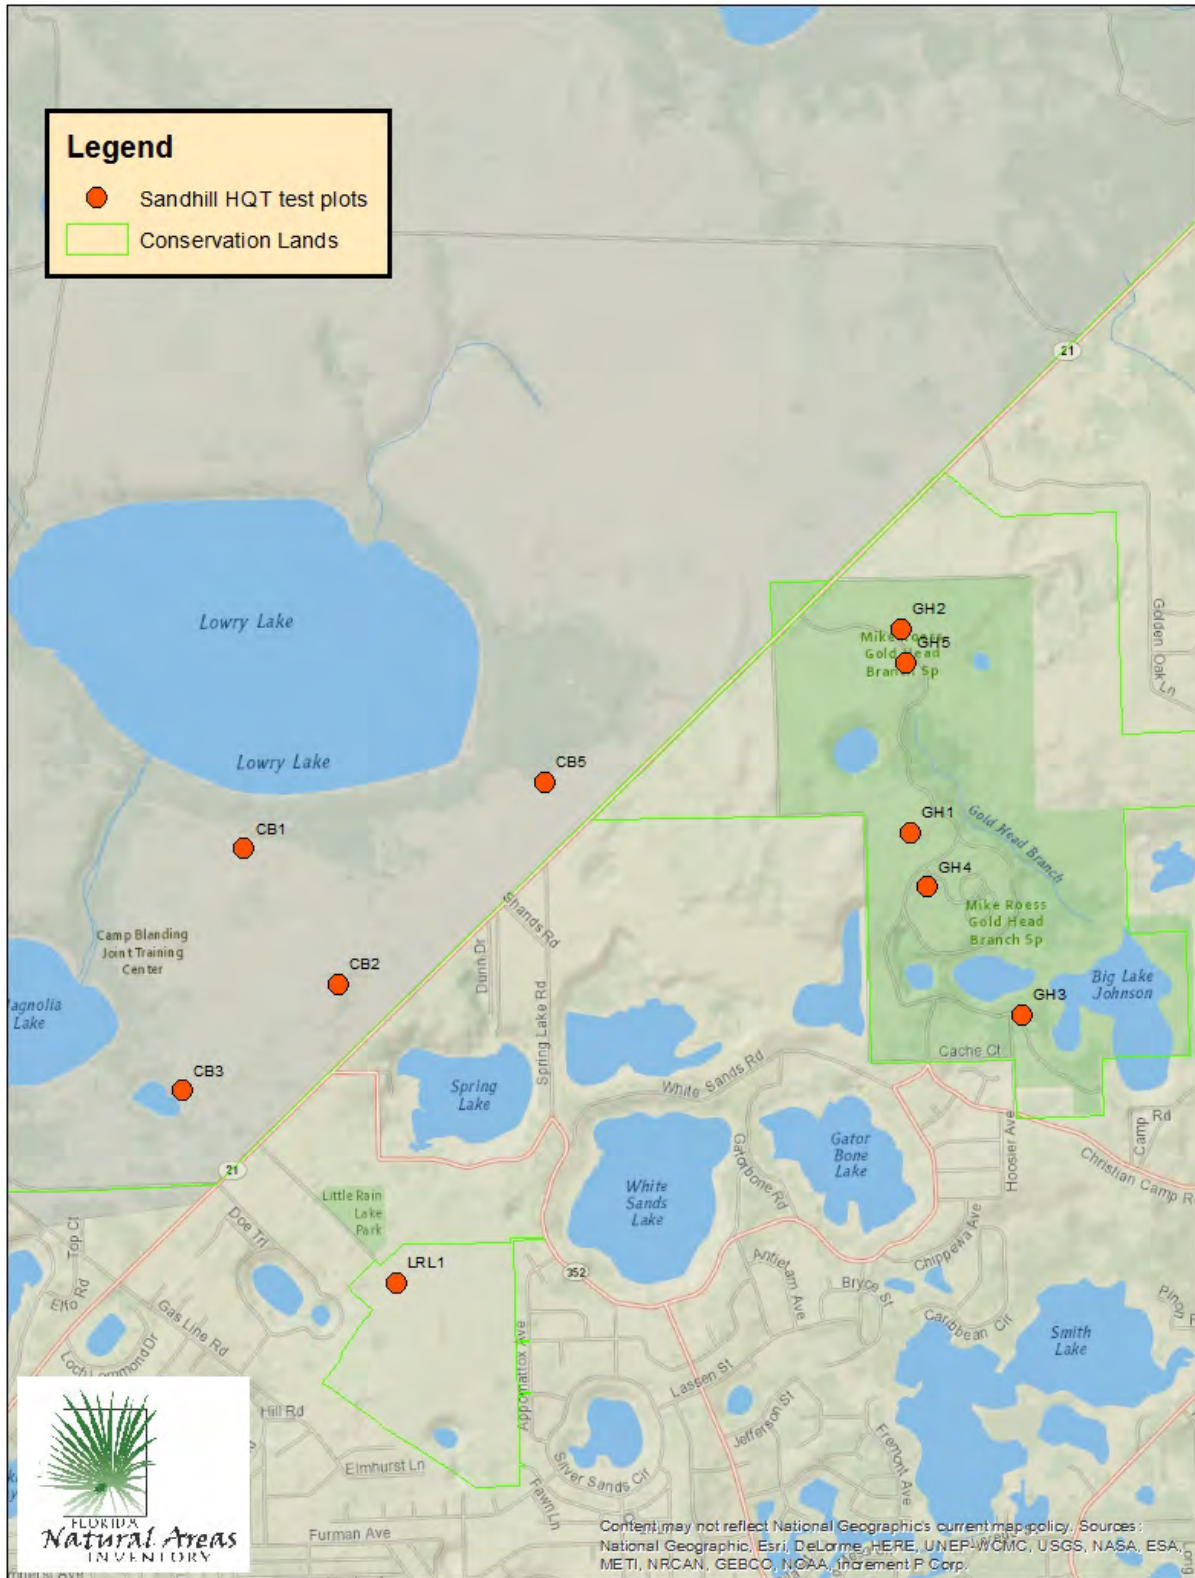 Legend
Sandhill HQT test plots
Conservation Lands
21
Lowry Lake
Lowry Lake
GH2
Mike Roess
Gold Head
Branch Sp
GH5
Golden Oak Ln
CB5
CB1
GH1
Gold Head Branch
GH4
Mike Roess
Gold Head
Branch Sp
Shands Rd
Dunn Dr
Spring Lake Rd
Camp Blanding
Joint Training
Center
CB2
Big Lake
Johnson
Lake
GH3
Cache Ct
CB3
Spring
Lake
White Sands Rd
Gatorbone Rd
Gator
Bone
Lake
Hoosier Ave
Camp
Rd
Christian Camp
21
Little Rain
Lake
Park
White
Sands
Lake
Doe Trl
Top Ct
Elfo Rd
LRL1
352
Chippewa Ave
Antietam Ave
Bryce St
Caribbean Cir
Pinon
Smith
Lake
Gas Line Rd
Appomattox Ave
Lassen St
Jefferson St
Fremont Ave
Hill Rd
Elmhurst Ln
Silver Sands Cir
Fawn Ln
Furman Ave
FLORIDA
Natural Areas
INVENTORY
Content may not reflect National Geographic's current map policy. Sources:
National Geographic, Esri, DeLorme, HERE, UNEP-WCMC, USGS, NASA, ESA,
METI, NRCAN, GEBCO, NOAA, increment P Corp.